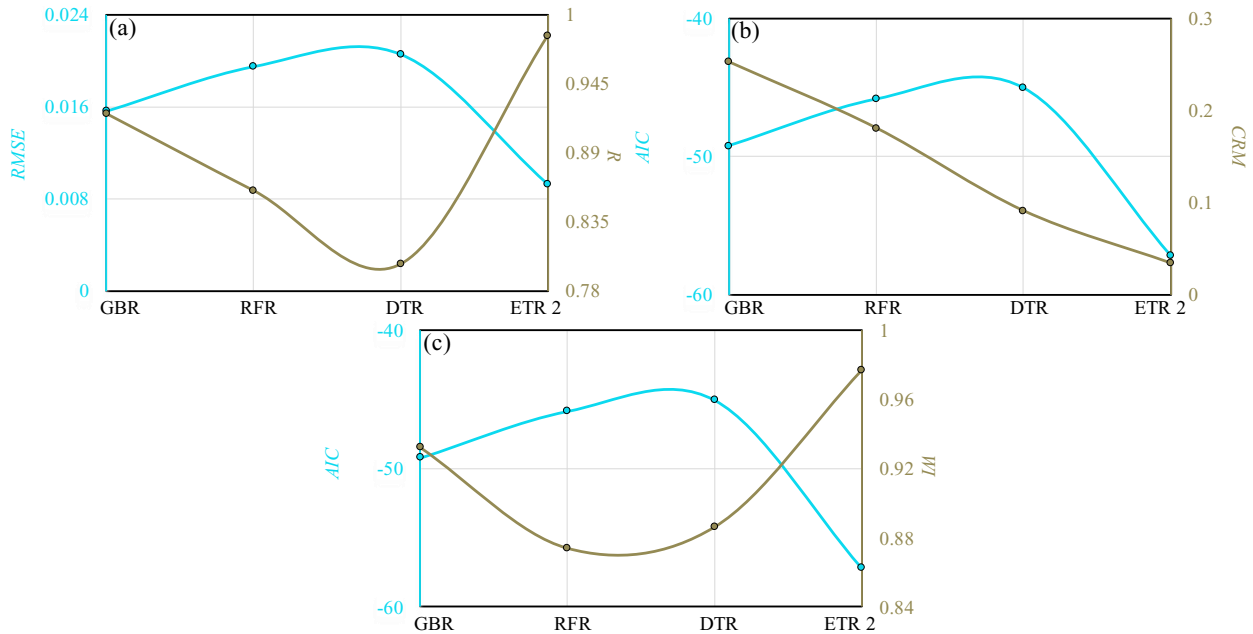 (a)
0.024
0.016
0.008
0
RMSE
1
0.945
0.89
0.835
0.78
R
GBR RFR DTR ETR 2
(b)
-40
-50
-60
AIC
0.3
0.2
0.1
0
CRM
GBR RFR DTR ETR 2
(c)
-40
-50
-60
AIC
1
0.96
0.92
0.88
0.84
WI
GBR RFR DTR ETR 2